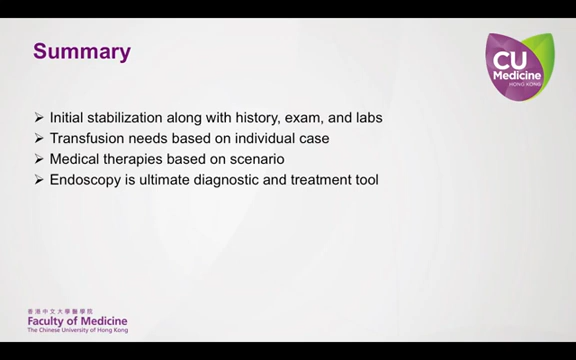 Summary
CU
Medicine
HONG KONG
➢ Initial stabilization along with history, exam, and labs
➢ Transfusion needs based on individual case
➢ Medical therapies based on scenario
➢ Endoscopy is ultimate diagnostic and treatment tool
香港中文大學醫學院
Faculty of Medicine
The Chinese University of Hong Kong